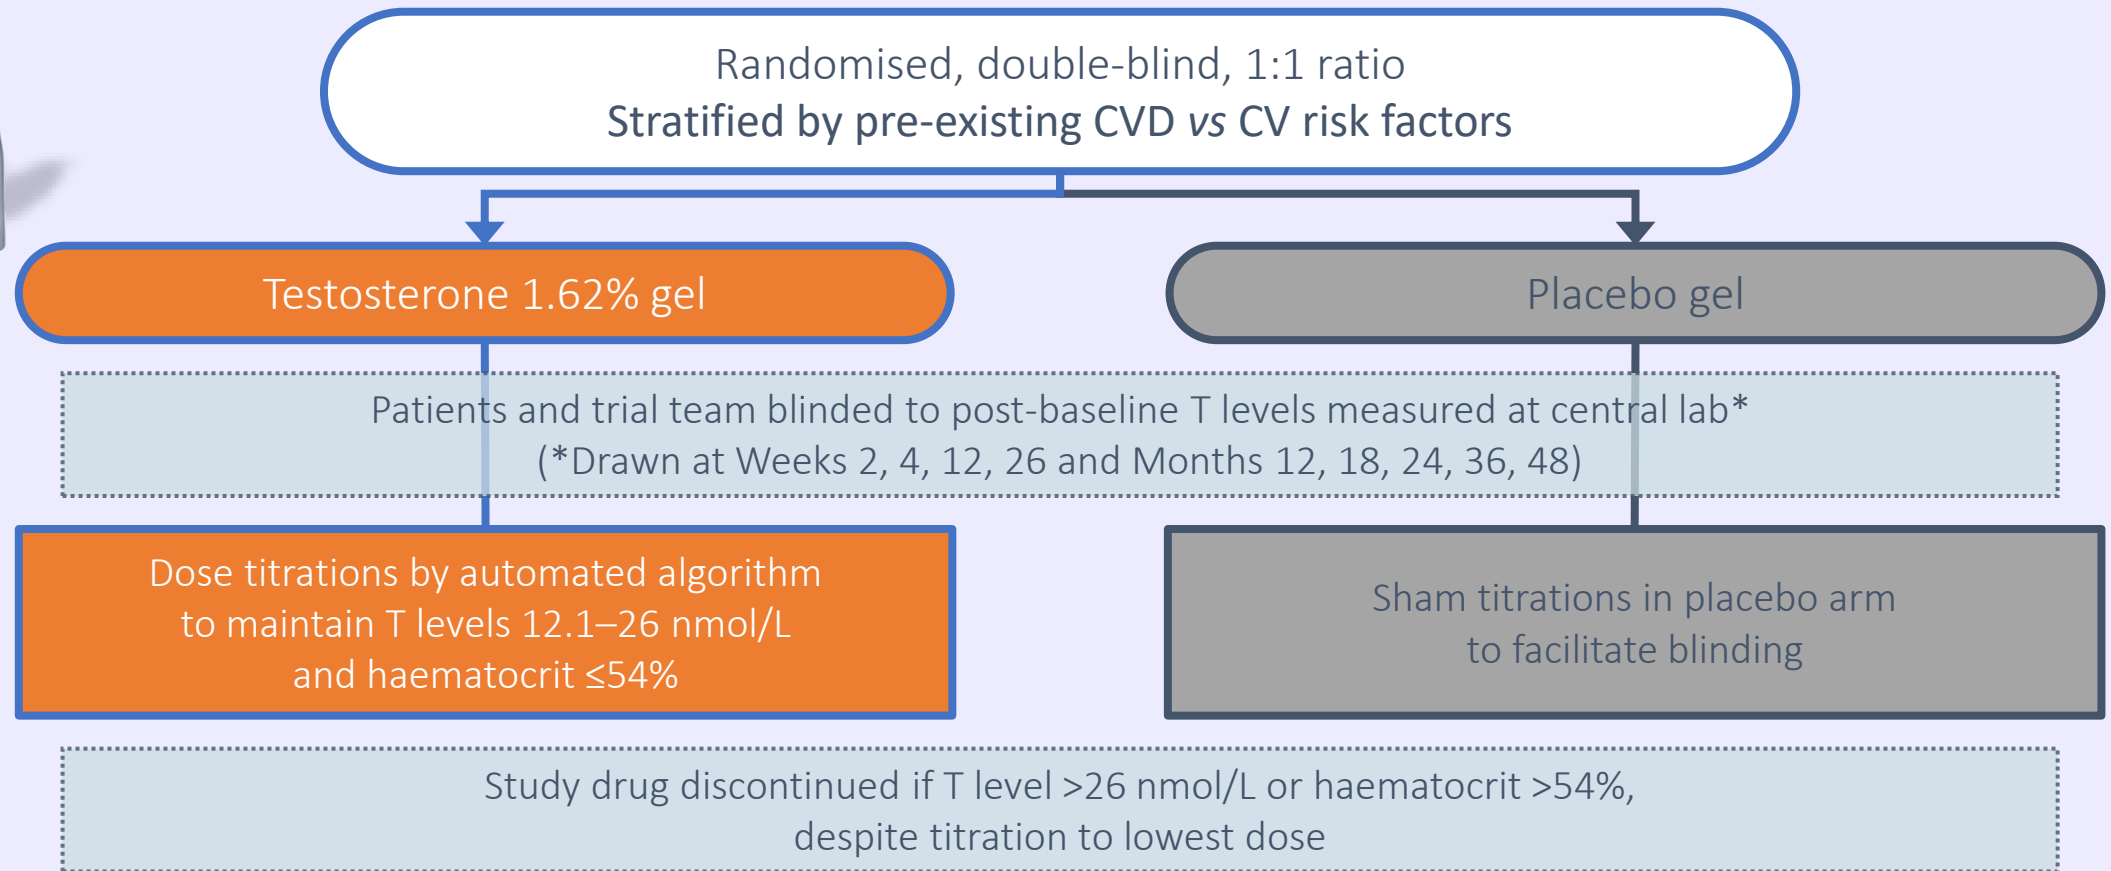 Randomised, double-blind, 1:1 ratio
Stratified by pre-existing CVD vs CV risk factors
Testosterone 1.62% gel
Placebo gel
Patients and trial team blinded to post-baseline T levels measured at central lab*
(*Drawn at Weeks 2, 4, 12, 26 and Months 12, 18, 24, 36, 48)
Dose titrations by automated algorithm
to maintain T levels 12.1–26 nmol/L
and haematocrit ≤54%
Sham titrations in placebo arm
to facilitate blinding
Study drug discontinued if T level >26 nmol/L or haematocrit >54%,
despite titration to lowest dose